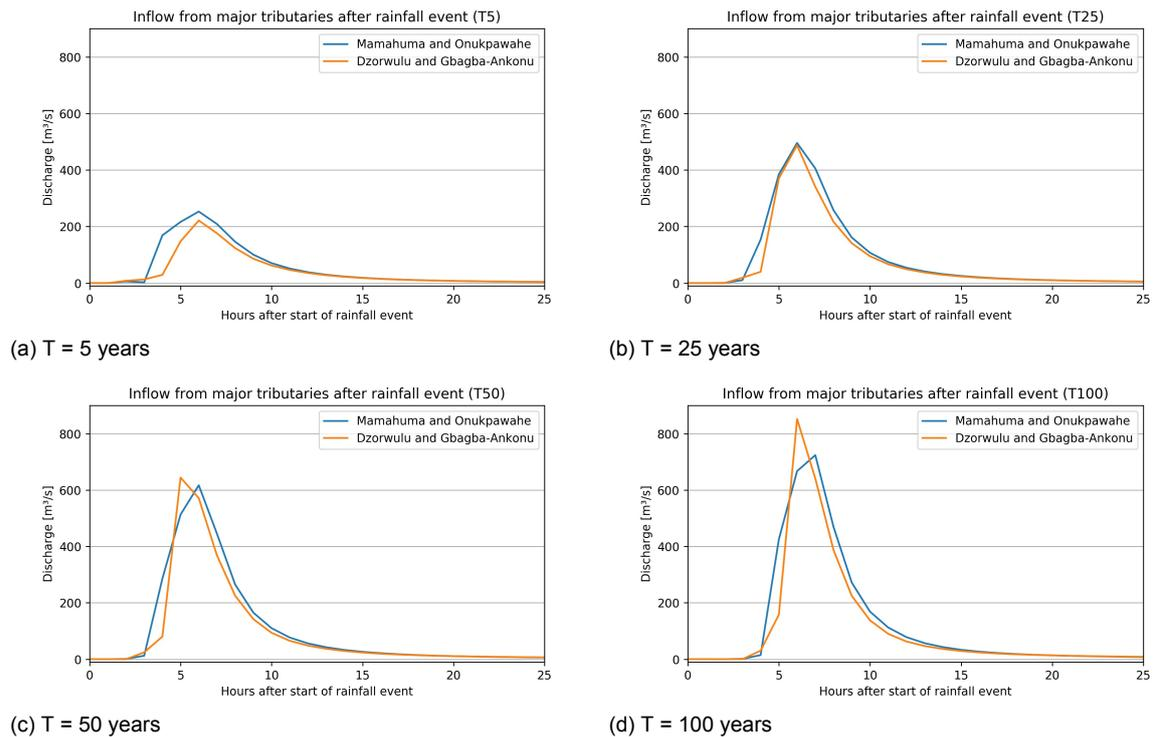 Inflow from major tributaries after rainfall event (T5)
Mamahuma and Onukpawahe
Dzorwulu and Gbagba-Ankonu
Discharge [m³/s]
800
600
400
200
0
0 5 10 15 20 25
Hours after start of rainfall event
(a) T = 5 years
Inflow from major tributaries after rainfall event (T25)
Mamahuma and Onukpawahe
Dzorwulu and Gbagba-Ankonu
Discharge [m³/s]
800
600
400
200
0
0 5 10 15 20 25
Hours after start of rainfall event
(b) T = 25 years
Inflow from major tributaries after rainfall event (T50)
Mamahuma and Onukpawahe
Dzorwulu and Gbagba-Ankonu
Discharge [m³/s]
800
600
400
200
0
0 5 10 15 20 25
Hours after start of rainfall event
(c) T = 50 years
Inflow from major tributaries after rainfall event (T100)
Mamahuma and Onukpawahe
Dzorwulu and Gbagba-Ankonu
Discharge [m³/s]
800
600
400
200
0
0 5 10 15 20 25
Hours after start of rainfall event
(d) T = 100 years